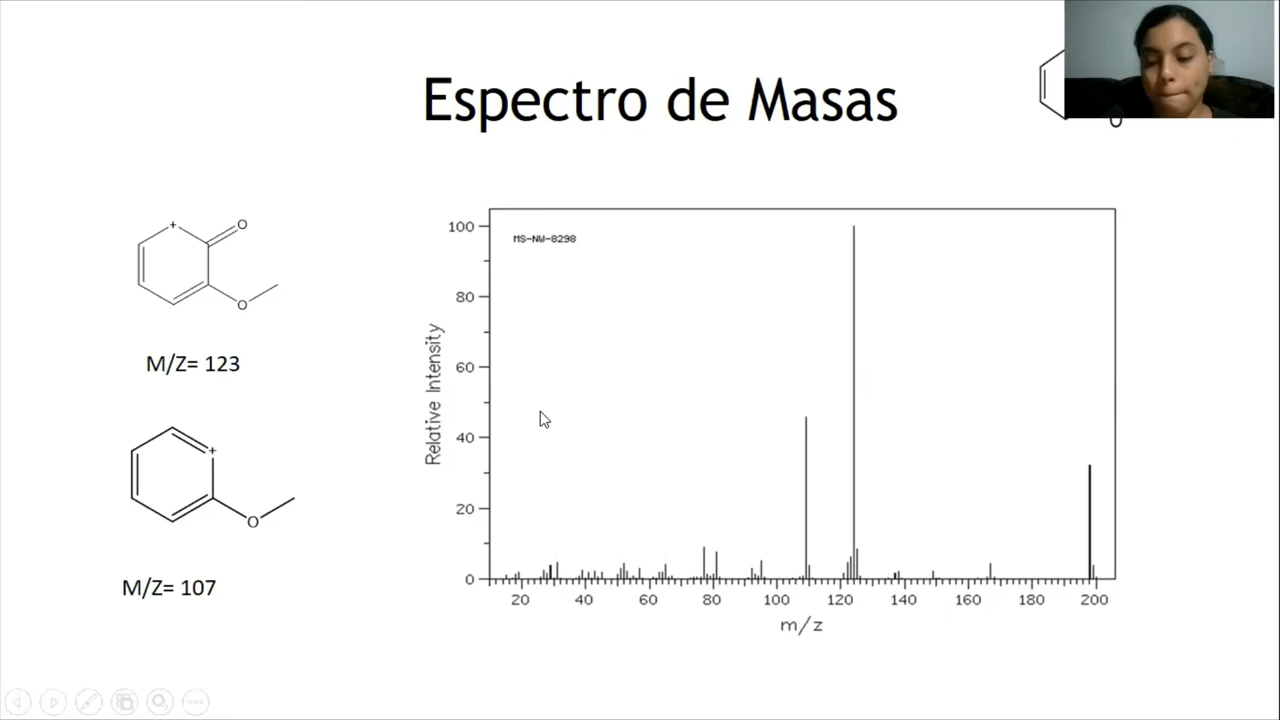 Espectro de Masas
O
+
O
O
M/Z= 123
+
O
M/Z= 107
MS-NW-8298
Relative Intensity
100
80
60
40
20
0
20 40 60 80 100 120 140 160 180 200
m/z